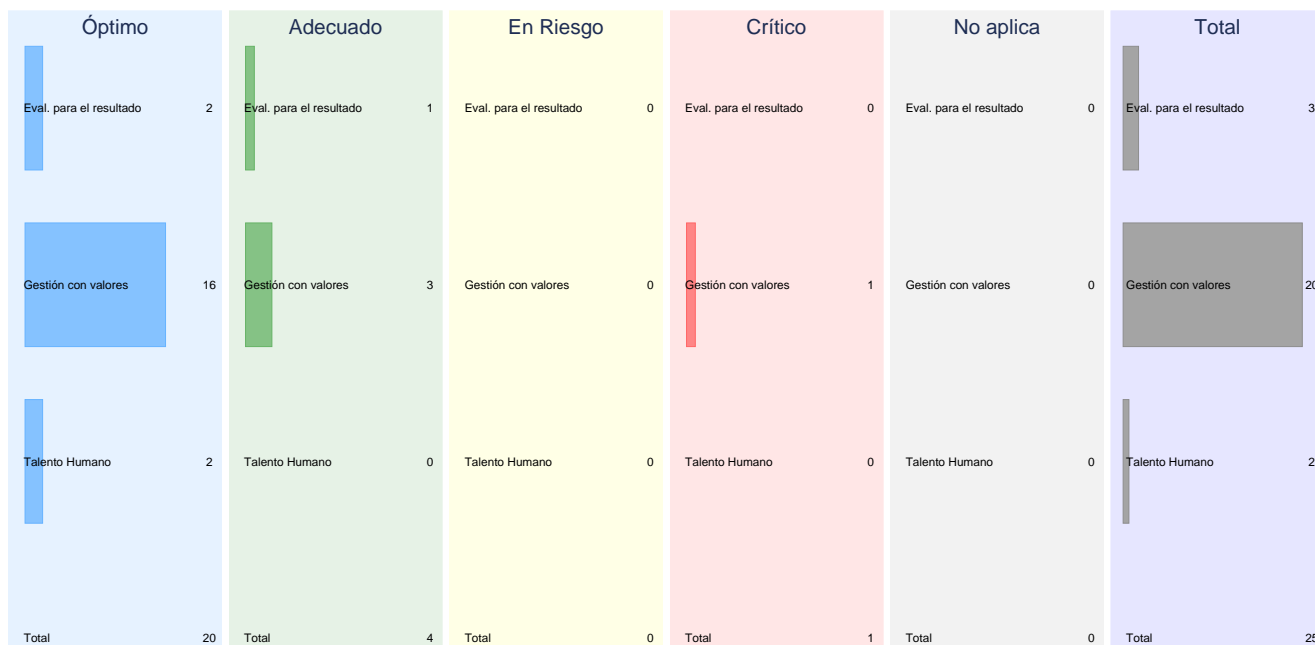 Óptimo Adecuado En Riesgo Crítico No aplica Total
Eval. para el resultado 2 Eval. para el resultado 1 Eval. para el resultado 0 Eval. para el resultado 0 Eval. para el resultado 0 Eval. para el resultado 3
Gestión con valores 16 Gestión con valores 3 Gestión con valores 0 Gestión con valores 1 Gestión con valores 0 Gestión con valores 20
Talento Humano 2 Talento Humano 0 Talento Humano 0 Talento Humano 0 Talento Humano 0 Talento Humano 2
Total 20 Total 4 Total 0 Total 1 Total 0 Total 25